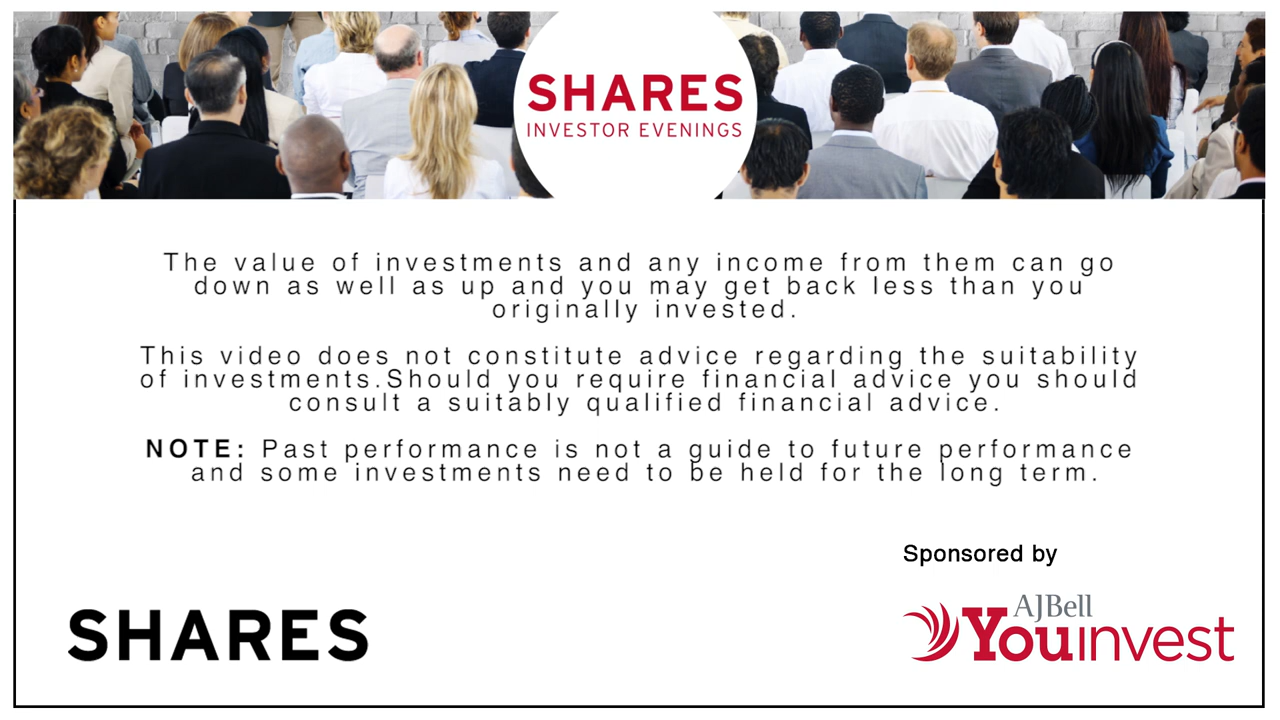 SHARES
INVESTOR EVENINGS
The value of investments and any income from them can go
down as well as up and you may get back less than you
originally invested.
This video does not constitute advice regarding the suitability
of investments.Should you require financial advice you should
consult a suitably qualified financial advice.
NOTE: Past performance is not a guide to future performance
and some investments need to be held for the long term.
Sponsored by
SHARES
AJBell
Youinvest